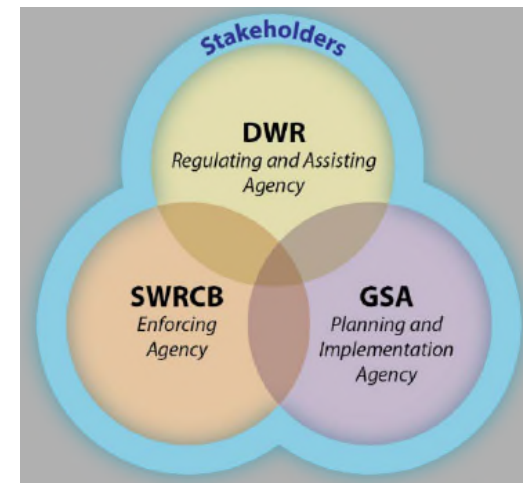 Stakeholders
DWR
Regulating and Assisting
Agency
SWRCB
Enforcing
Agency
GSA
Planning and
Implementation
Agency